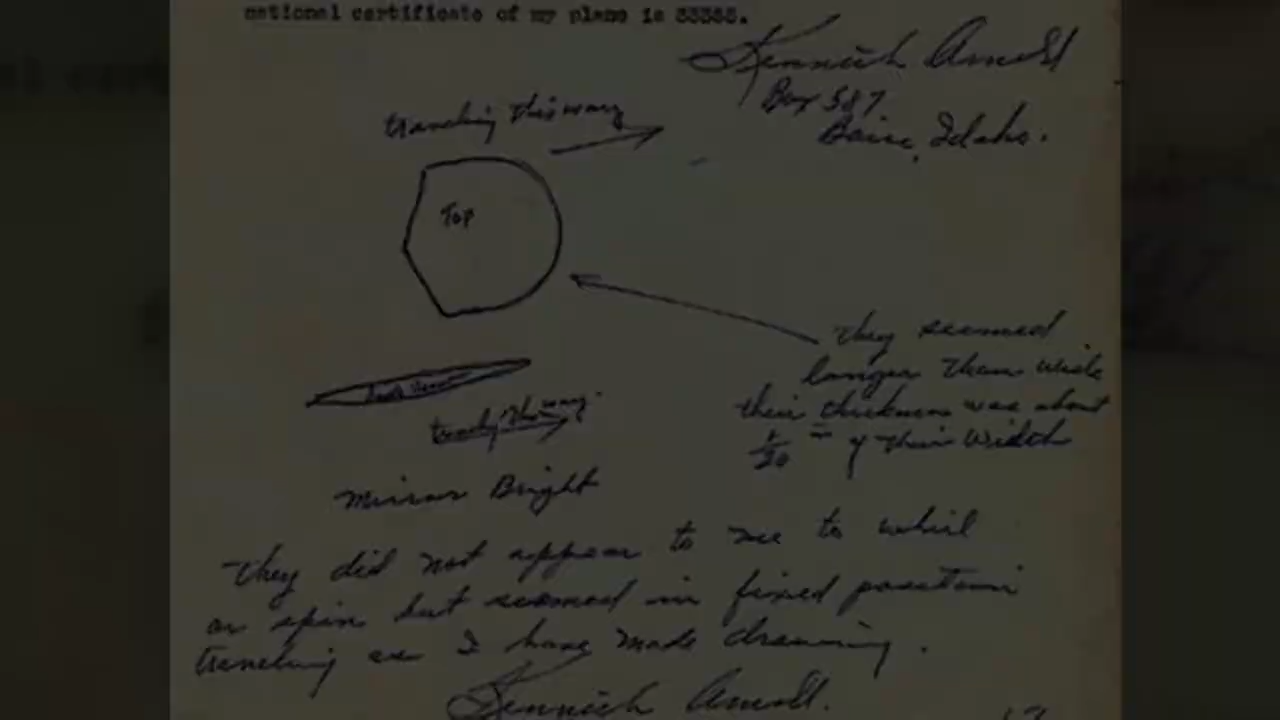 national certificate of my plane is 33355.
Kenneth Arnold
Box 587
Boise, Idaho.
traveling this way
Top
they seemed
longer than wide
their thickness was about
1/20 of their width
traveling this way
Mirror Bright
They did not appear to me to whirl
or spin but seemed in fixed position
traveling as I have made drawing.
Kenneth Arnold.